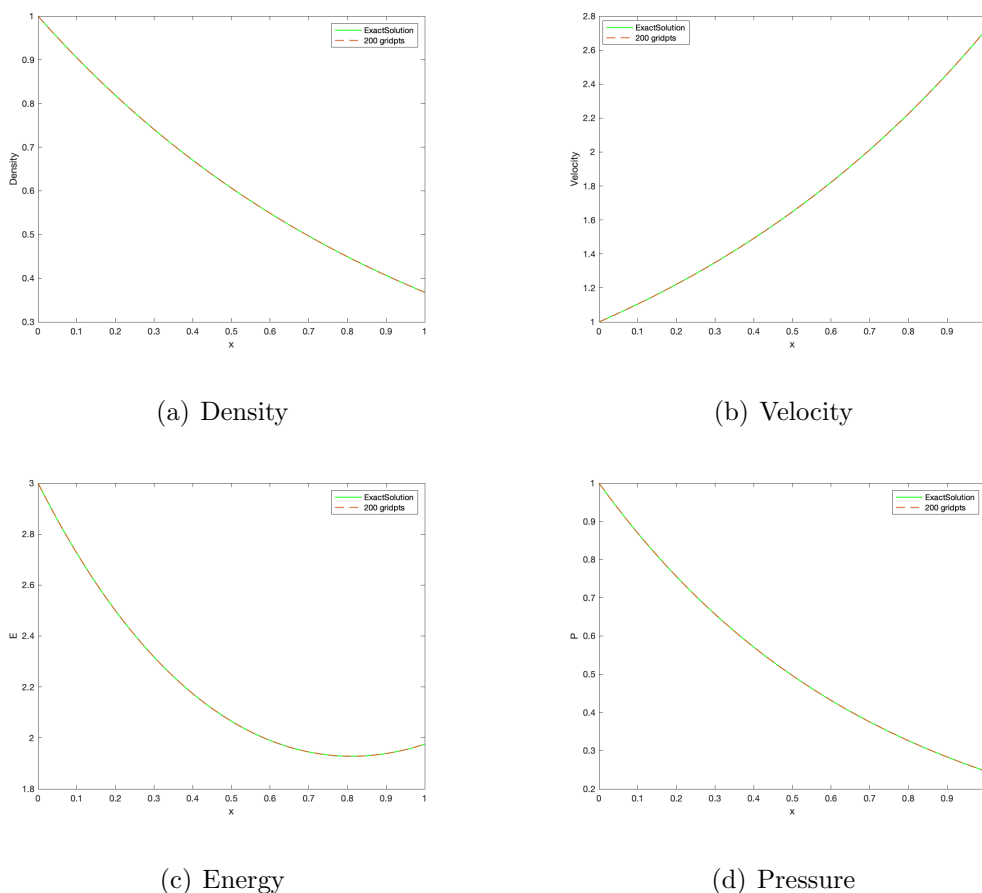 1
0.9
0.8
0.7
0.6
0.5
0.4
0.3
Density
0 0.1 0.2 0.3 0.4 0.5 0.6 0.7 0.8 0.9 1
x
ExactSolution
200 gridpts
(a) Density
2.8
2.6
2.4
2.2
2
1.8
1.6
1.4
1.2
1
Velocity
0 0.1 0.2 0.3 0.4 0.5 0.6 0.7 0.8 0.9
x
ExactSolution
200 gridpts
(b) Velocity
3
2.8
2.6
2.4
2.2
2
1.8
E
0 0.1 0.2 0.3 0.4 0.5 0.6 0.7 0.8 0.9 1
x
ExactSolution
200 gridpts
(c) Energy
1
0.9
0.8
0.7
0.6
0.5
0.4
0.3
0.2
P
0 0.1 0.2 0.3 0.4 0.5 0.6 0.7 0.8 0.9
x
ExactSolution
200 gridpts
(d) Pressure